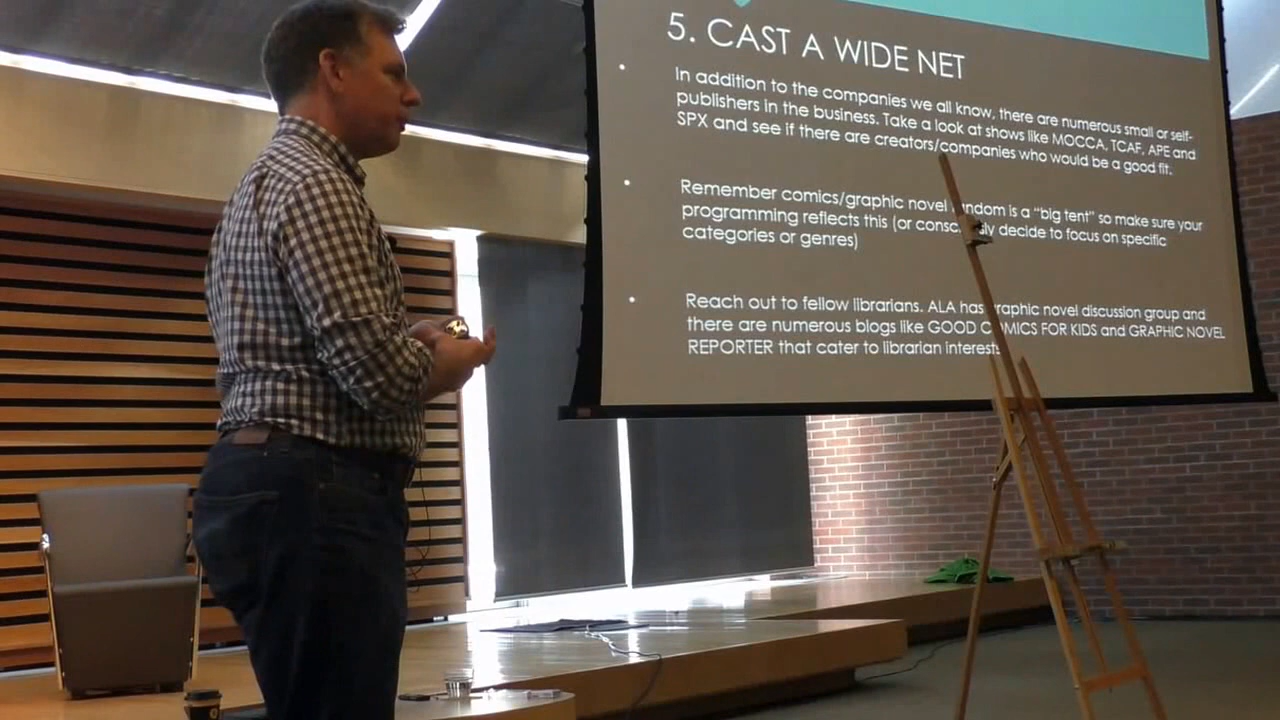 5. CAST A WIDE NET
In addition to the companies we all know, there are numerous small or self-
publishers in the business. Take a look at shows like MOCCA, TCAF, APE and
SPX and see if there are creators/companies who would be a good fit.
Remember comics/graphic novel is a “big tent” so make sure your
programming reflects this (or decide to focus on specific
categories or genres)
Reach out to fellow librarians. ALA has graphic novel discussion group and
there are numerous blogs like GOOD COMICS FOR KIDS and GRAPHIC NOVEL
REPORTER that cater to librarian interests